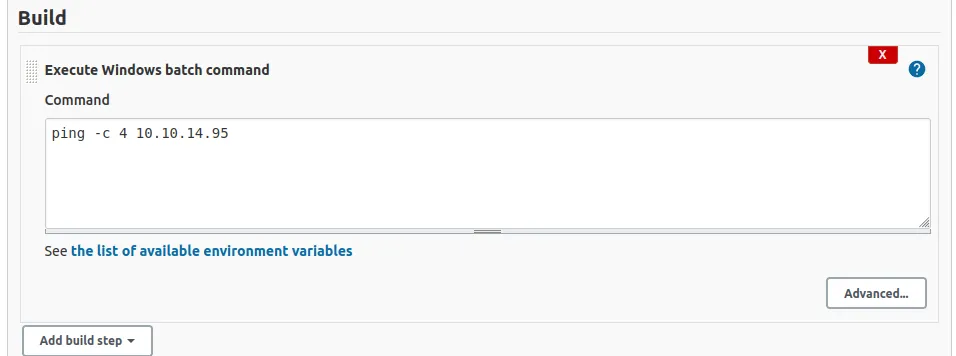 Build
X
Execute Windows batch command
?
Command
ping -c 4 10.10.14.95
See the list of available environment variables
Advanced...
Add build step